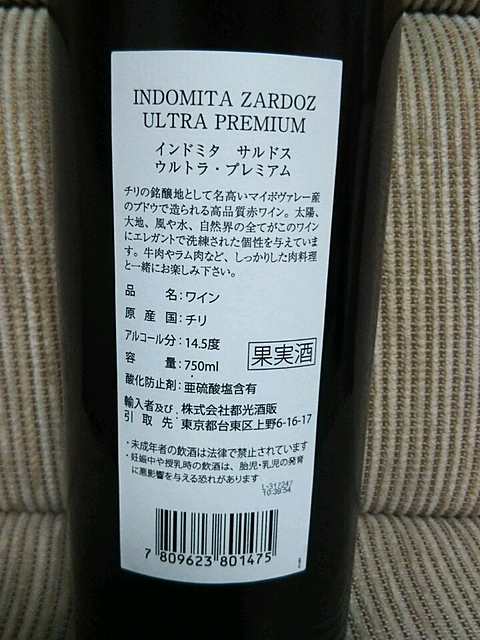 INDOMITA ZARDOZ
ULTRA PREMIUM
インドミタ サルドス
ウルトラ・プレミアム
チリの銘醸地として名高いマイポヴァレー産
のブドウで造られる高品質赤ワイン。太陽、
大地、風や水、自然界の全てがこのワイン
にエレガントで洗練された個性を与えていま
す。牛肉やラム肉など、しっかりした肉料理
と一緒にお楽しみ下さい。
品 名：ワイン
原産国：チリ
アルコール分：14.5度
容 量：750ml
果実酒
酸化防止剤：亜硫酸塩含有
輸入者及び 引取先：株式会社都光酒販
東京都台東区上野6-16-17
・未成年者の飲酒は法律で禁止されています
・妊娠中や授乳時の飲酒は、胎児・乳児の発育
に悪影響を与える恐れがあります
L-317247
10:39:54
7 809623 801475